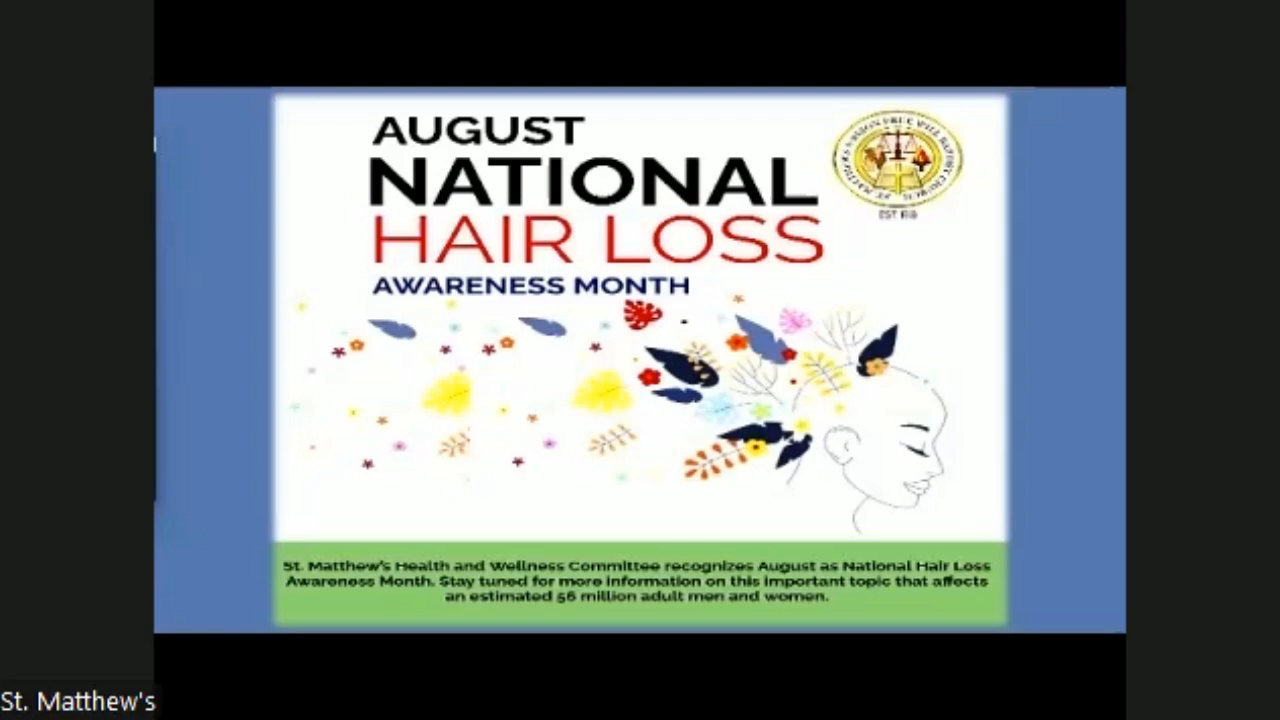 AUGUST
NATIONAL
HAIR LOSS
AWARENESS MONTH
St. Matthew's Health and Wellness Committee recognizes August as National Hair Loss
Awareness Month. Stay tuned for more information on this important topic that affects
an estimated 56 million adult men and women.
St. Matthew's